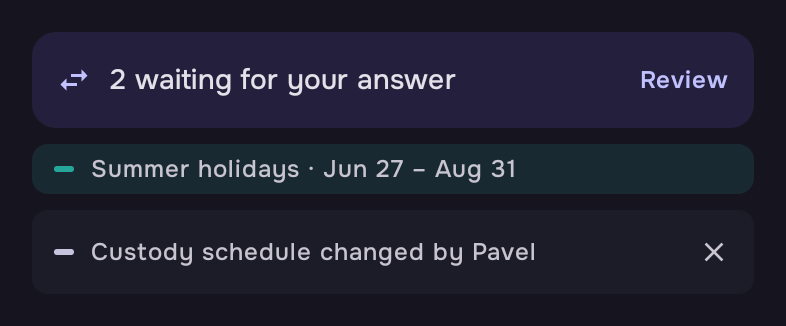 2 waiting for your answer Review
Summer holidays · Jun 27 – Aug 31
Custody schedule changed by Pavel